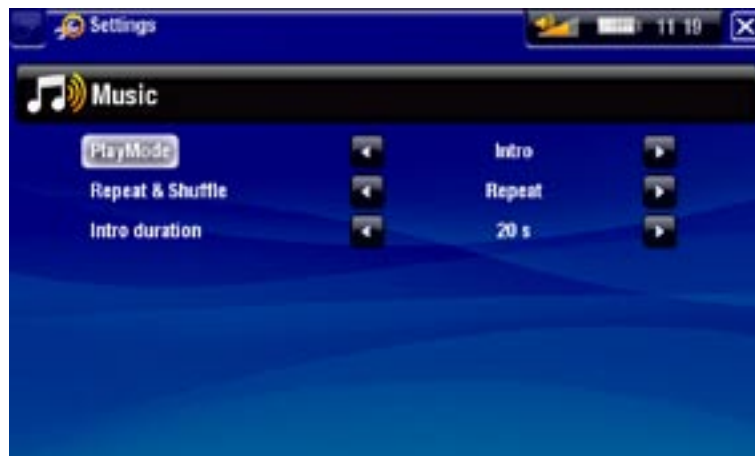 Settings 11 19
Music
PlayMode Intro
Repeat & Shuffle Repeat
Intro duration 20 s